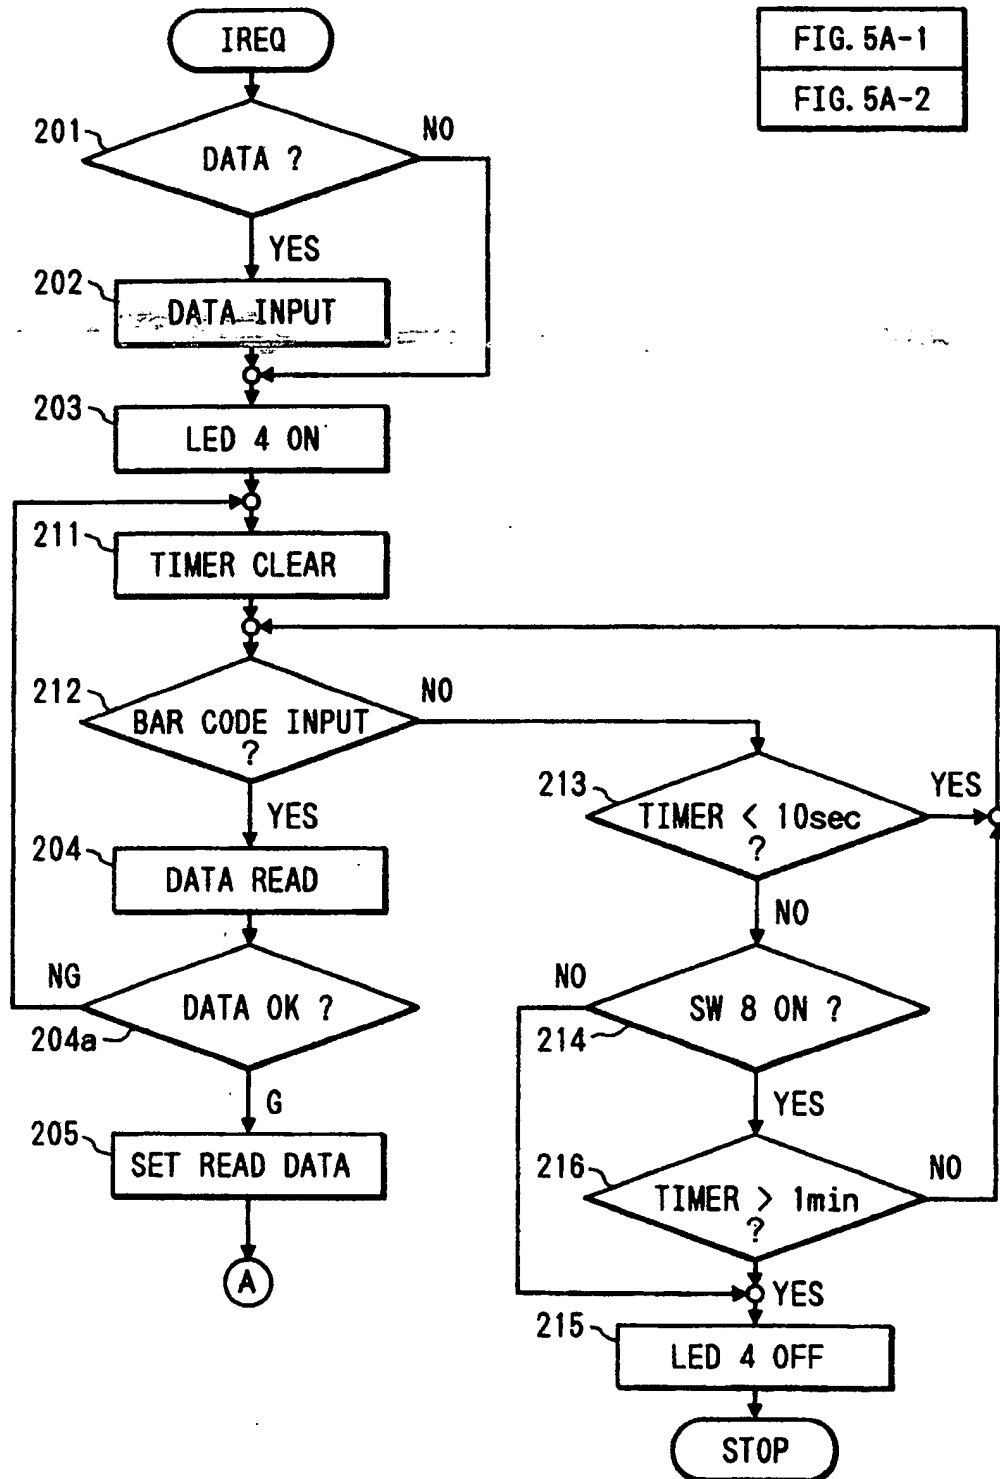 IREQ
FIG. 5A-1
FIG. 5A-2
201
DATA ?
NO
YES
202
DATA INPUT
203
LED 4 ON
211
TIMER CLEAR
212
BAR CODE INPUT
?
NO
YES
213
TIMER < 10sec
?
YES
NO
204
DATA READ
NG
DATA OK ?
204a
G
NO
SW 8 ON ?
214
YES
205
SET READ DATA
216
TIMER > 1min
?
NO
YES
A
215
LED 4 OFF
STOP